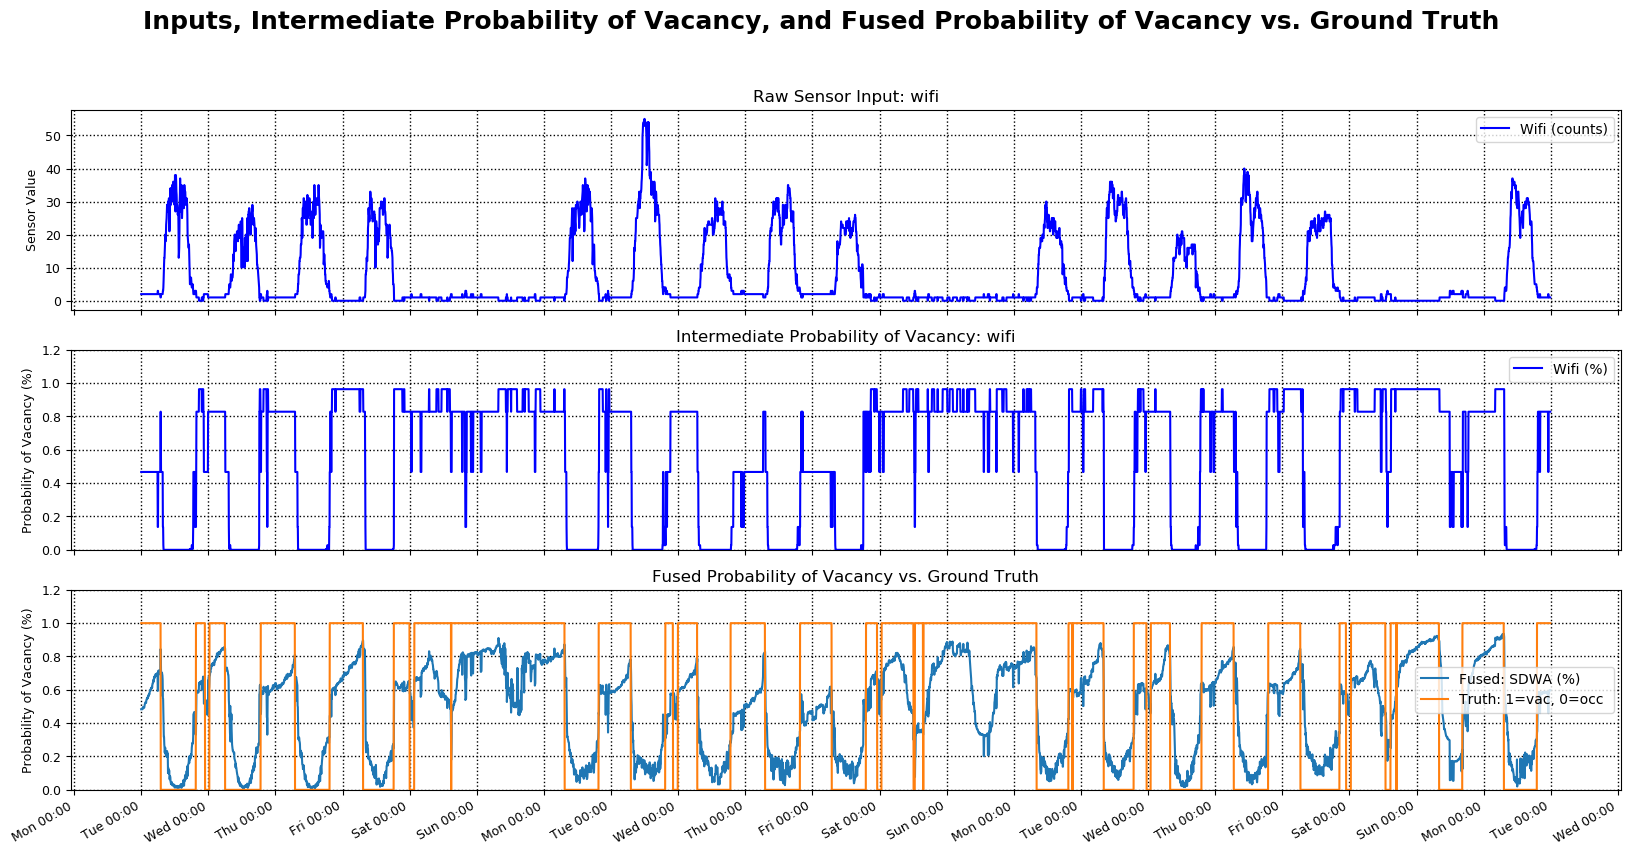 Inputs, Intermediate Probability of Vacancy, and Fused Probability of Vacancy vs. Ground Truth
Raw Sensor Input: wifi
Sensor Value
50
40
30
20
10
0
Wifi (counts)
Intermediate Probability of Vacancy: wifi
Probability of Vacancy (%)
1.2
1.0
0.8
0.6
0.4
0.2
0.0
Wifi (%)
Fused Probability of Vacancy vs. Ground Truth
Probability of Vacancy (%)
1.2
1.0
0.8
0.6
0.4
0.2
0.0
Fused: SDWA (%)
Truth: 1=vac, 0=occ
Mon 00:00
Tue 00:00
Wed 00:00
Thu 00:00
Fri 00:00
Sat 00:00
Sun 00:00
Mon 00:00
Tue 00:00
Wed 00:00
Thu 00:00
Fri 00:00
Sat 00:00
Sun 00:00
Mon 00:00
Tue 00:00
Wed 00:00
Thu 00:00
Fri 00:00
Sat 00:00
Sun 00:00
Mon 00:00
Tue 00:00
Wed 00:00